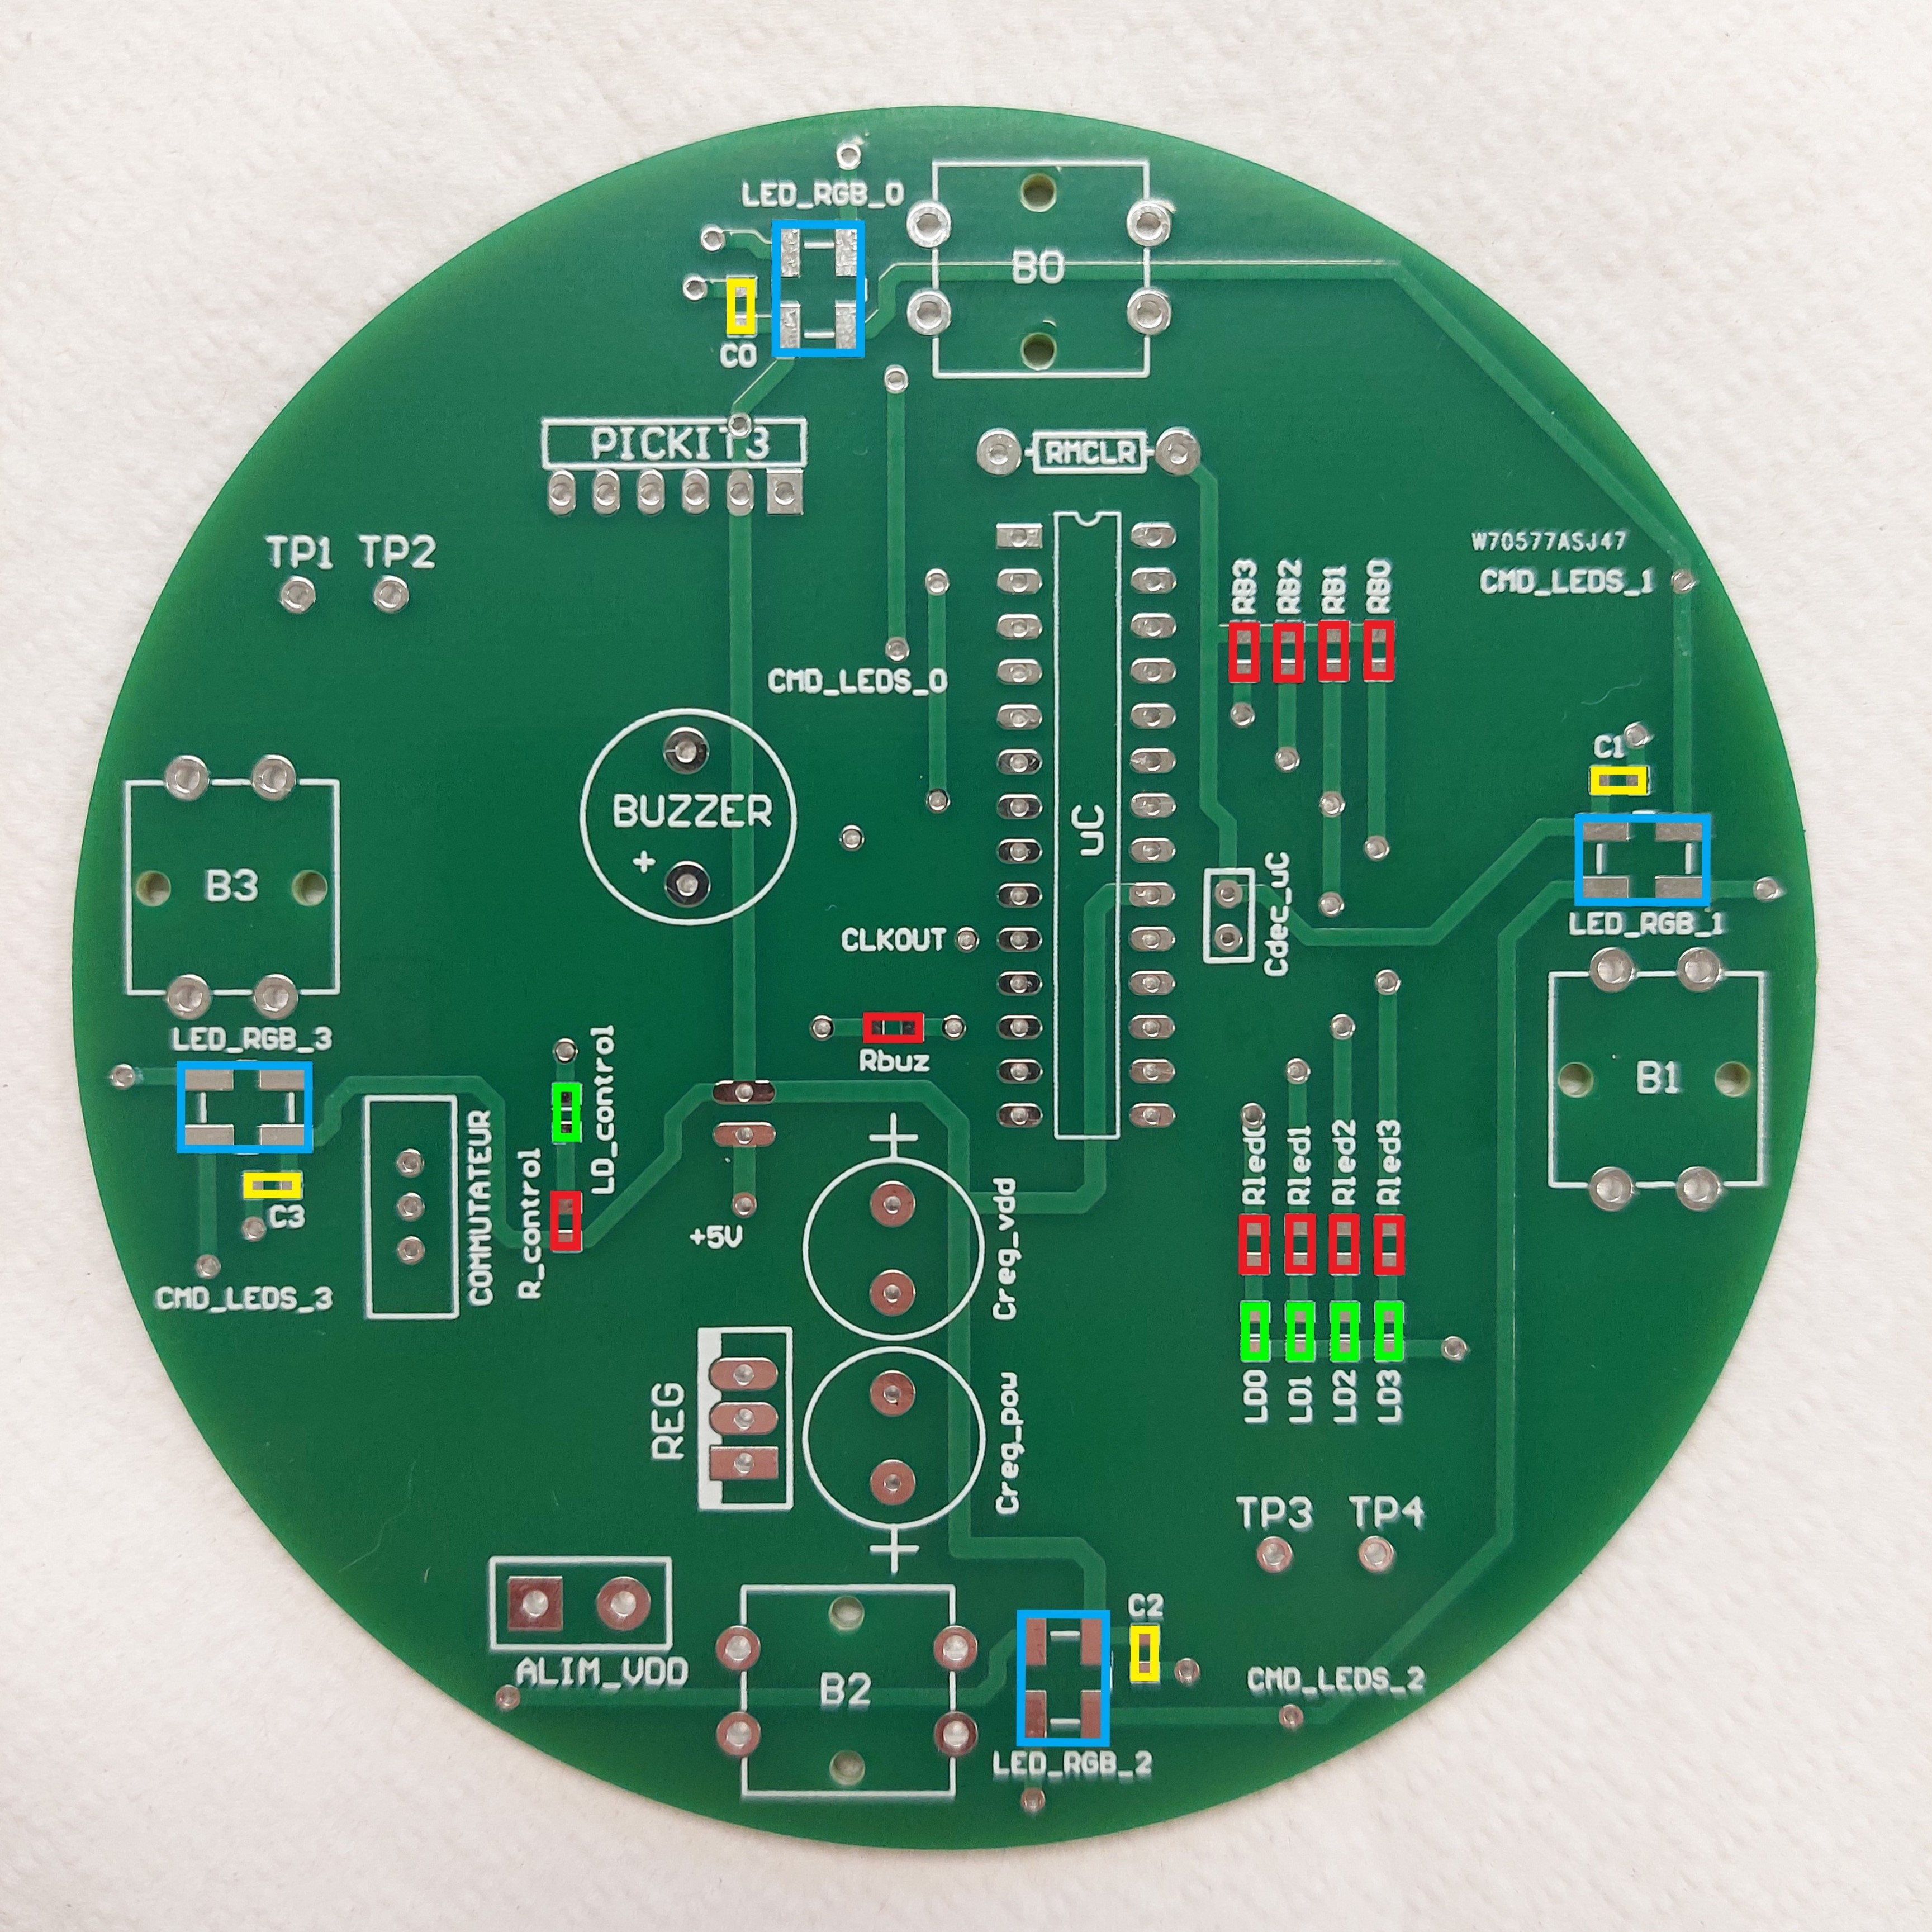 LED_RGB_0
B0
C0
PICKIT3
RMCLR
TP1 TP2
W70577ASJ47
CMD_LEDS_1
RB3
RB2
RB1
RB0
CMD_LEDS_0
C1
BUZZER
+
uC
B3
Cdec_uC
LED_RGB_1
CLKOUT
LED_RGB_3
Rbuz
LD_control
B1
+
COMMUTATEUR
R_control
Rled1
Rled2
Rled3
C3
+5V
Creg_vdd
CMD_LEDS_3
LD0
LD1
LD2
LD3
REG
Creg_pou
TP3 TP4
+
C2
ALIM_VDD
B2
CMD_LEDS_2
LED_RGB_2